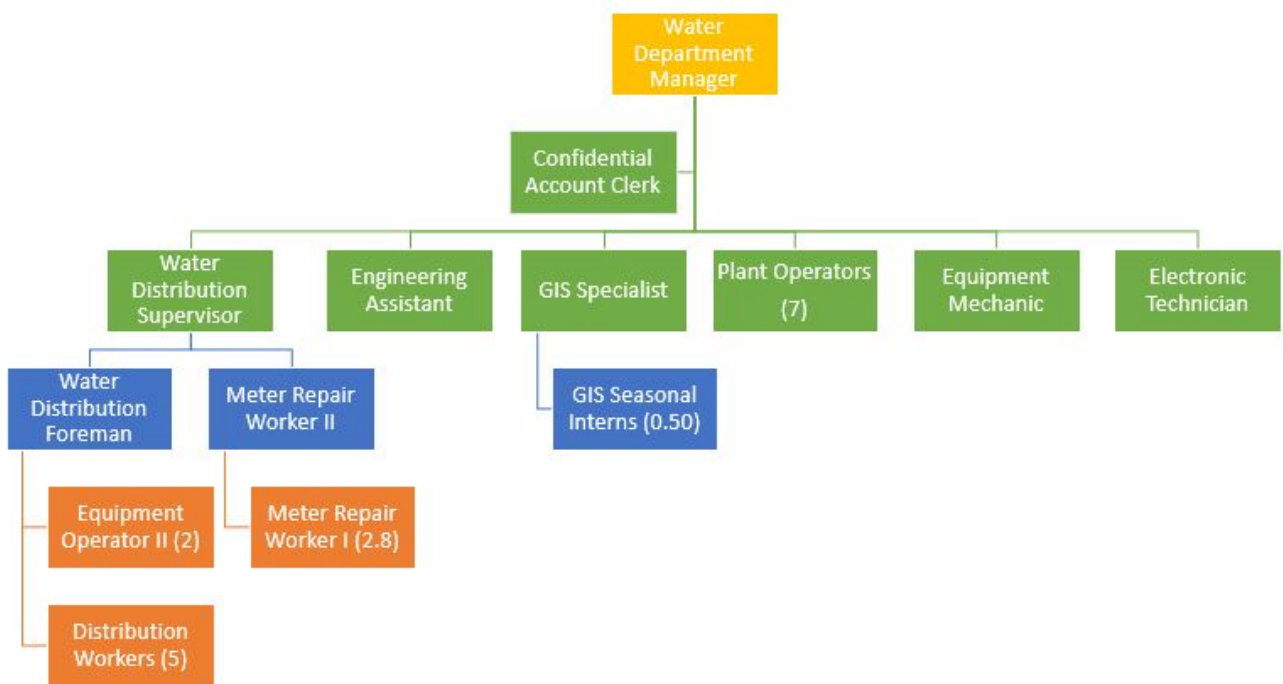 Water
Department
Manager
Confidential
Account Clerk
Water
Distribution
Supervisor
Engineering
Assistant
GIS Specialist
Plant Operators
(7)
Equipment
Mechanic
Electronic
Technician
Water
Distribution
Foreman
Meter Repair
Worker II
GIS Seasonal
Interns (0.50)
Equipment
Operator II (2)
Meter Repair
Worker I (2.8)
Distribution
Workers (5)